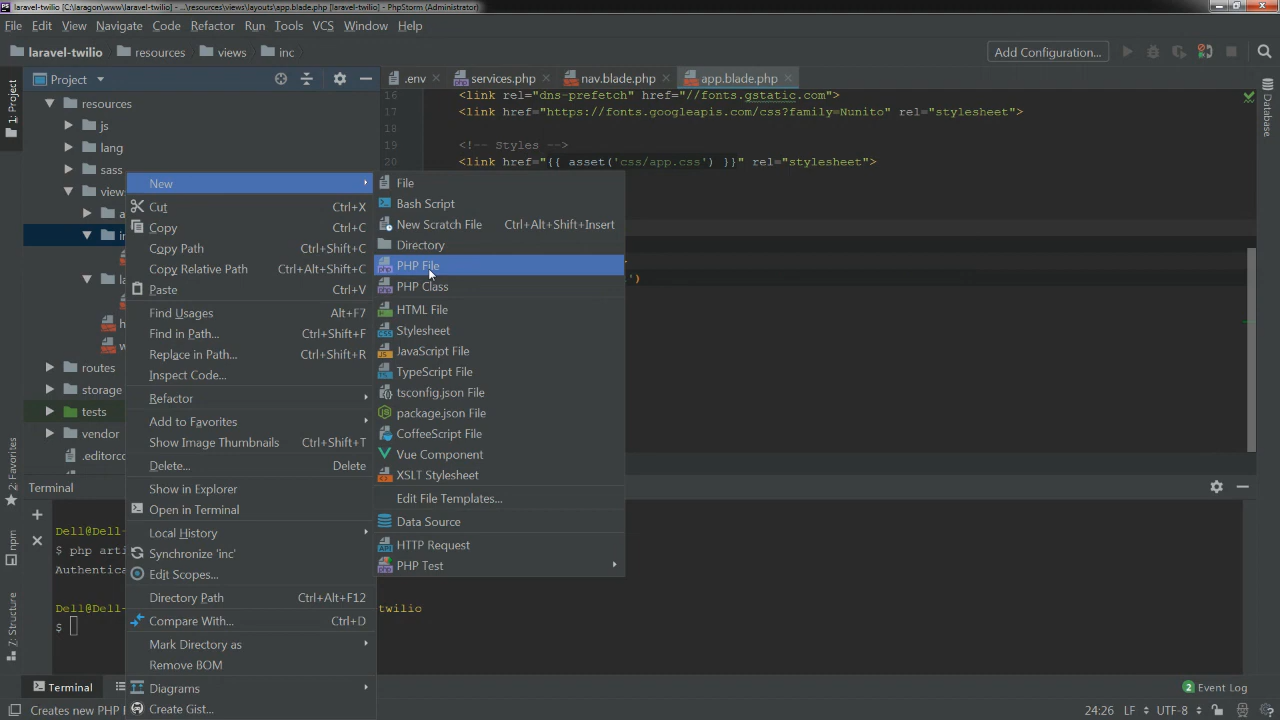 laravel-twilio [C:\laragon\www\laravel-twilio] - ...\resources\views\layouts\app.blade.php [laravel-twilio] - PhpStorm (Administrator)
File Edit View Navigate Code Refactor Run Tools VCS Window Help
laravel-twilio resources views inc Add Configuration...
1: Project
Project
.env services.php nav.blade.php app.blade.php
Database
resources
js
lang
sass
view
routes
storage
tests
vendor
.editorco
16 <link rel="dns-prefetch" href="//fonts.gstatic.com">
17 <link href="https://fonts.googleapis.com/css?family=Nunito" rel="stylesheet">
18
19 <!-- Styles -->
20 <link href="{{ asset('css/app.css') }}" rel="stylesheet">
')
New
Cut Ctrl+X
Copy Ctrl+C
Copy Path Ctrl+Shift+C
Copy Relative Path Ctrl+Alt+Shift+C
Paste Ctrl+V
Find Usages Alt+F7
Find in Path... Ctrl+Shift+F
Replace in Path... Ctrl+Shift+R
Inspect Code...
Refactor
Add to Favorites
Show Image Thumbnails Ctrl+Shift+T
Delete... Delete
Show in Explorer
Open in Terminal
Local History
Synchronize 'inc'
Edit Scopes...
Directory Path Ctrl+Alt+F12
Compare With... Ctrl+D
Mark Directory as
Remove BOM
Diagrams
Create Gist...
File
Bash Script
New Scratch File Ctrl+Alt+Shift+Insert
Directory
PHP File
PHP Class
HTML File
Stylesheet
JavaScript File
TypeScript File
tsconfig.json File
package.json File
CoffeeScript File
Vue Component
XSLT Stylesheet
Edit File Templates...
Data Source
HTTP Request
PHP Test
2: Favorites
npm
7: Structure
Terminal
Dell@Dell-
$ php arti
Authentica
Dell@Dell- twilio
$
Terminal 2 Event Log
Creates new PHP 24:26 LF UTF-8